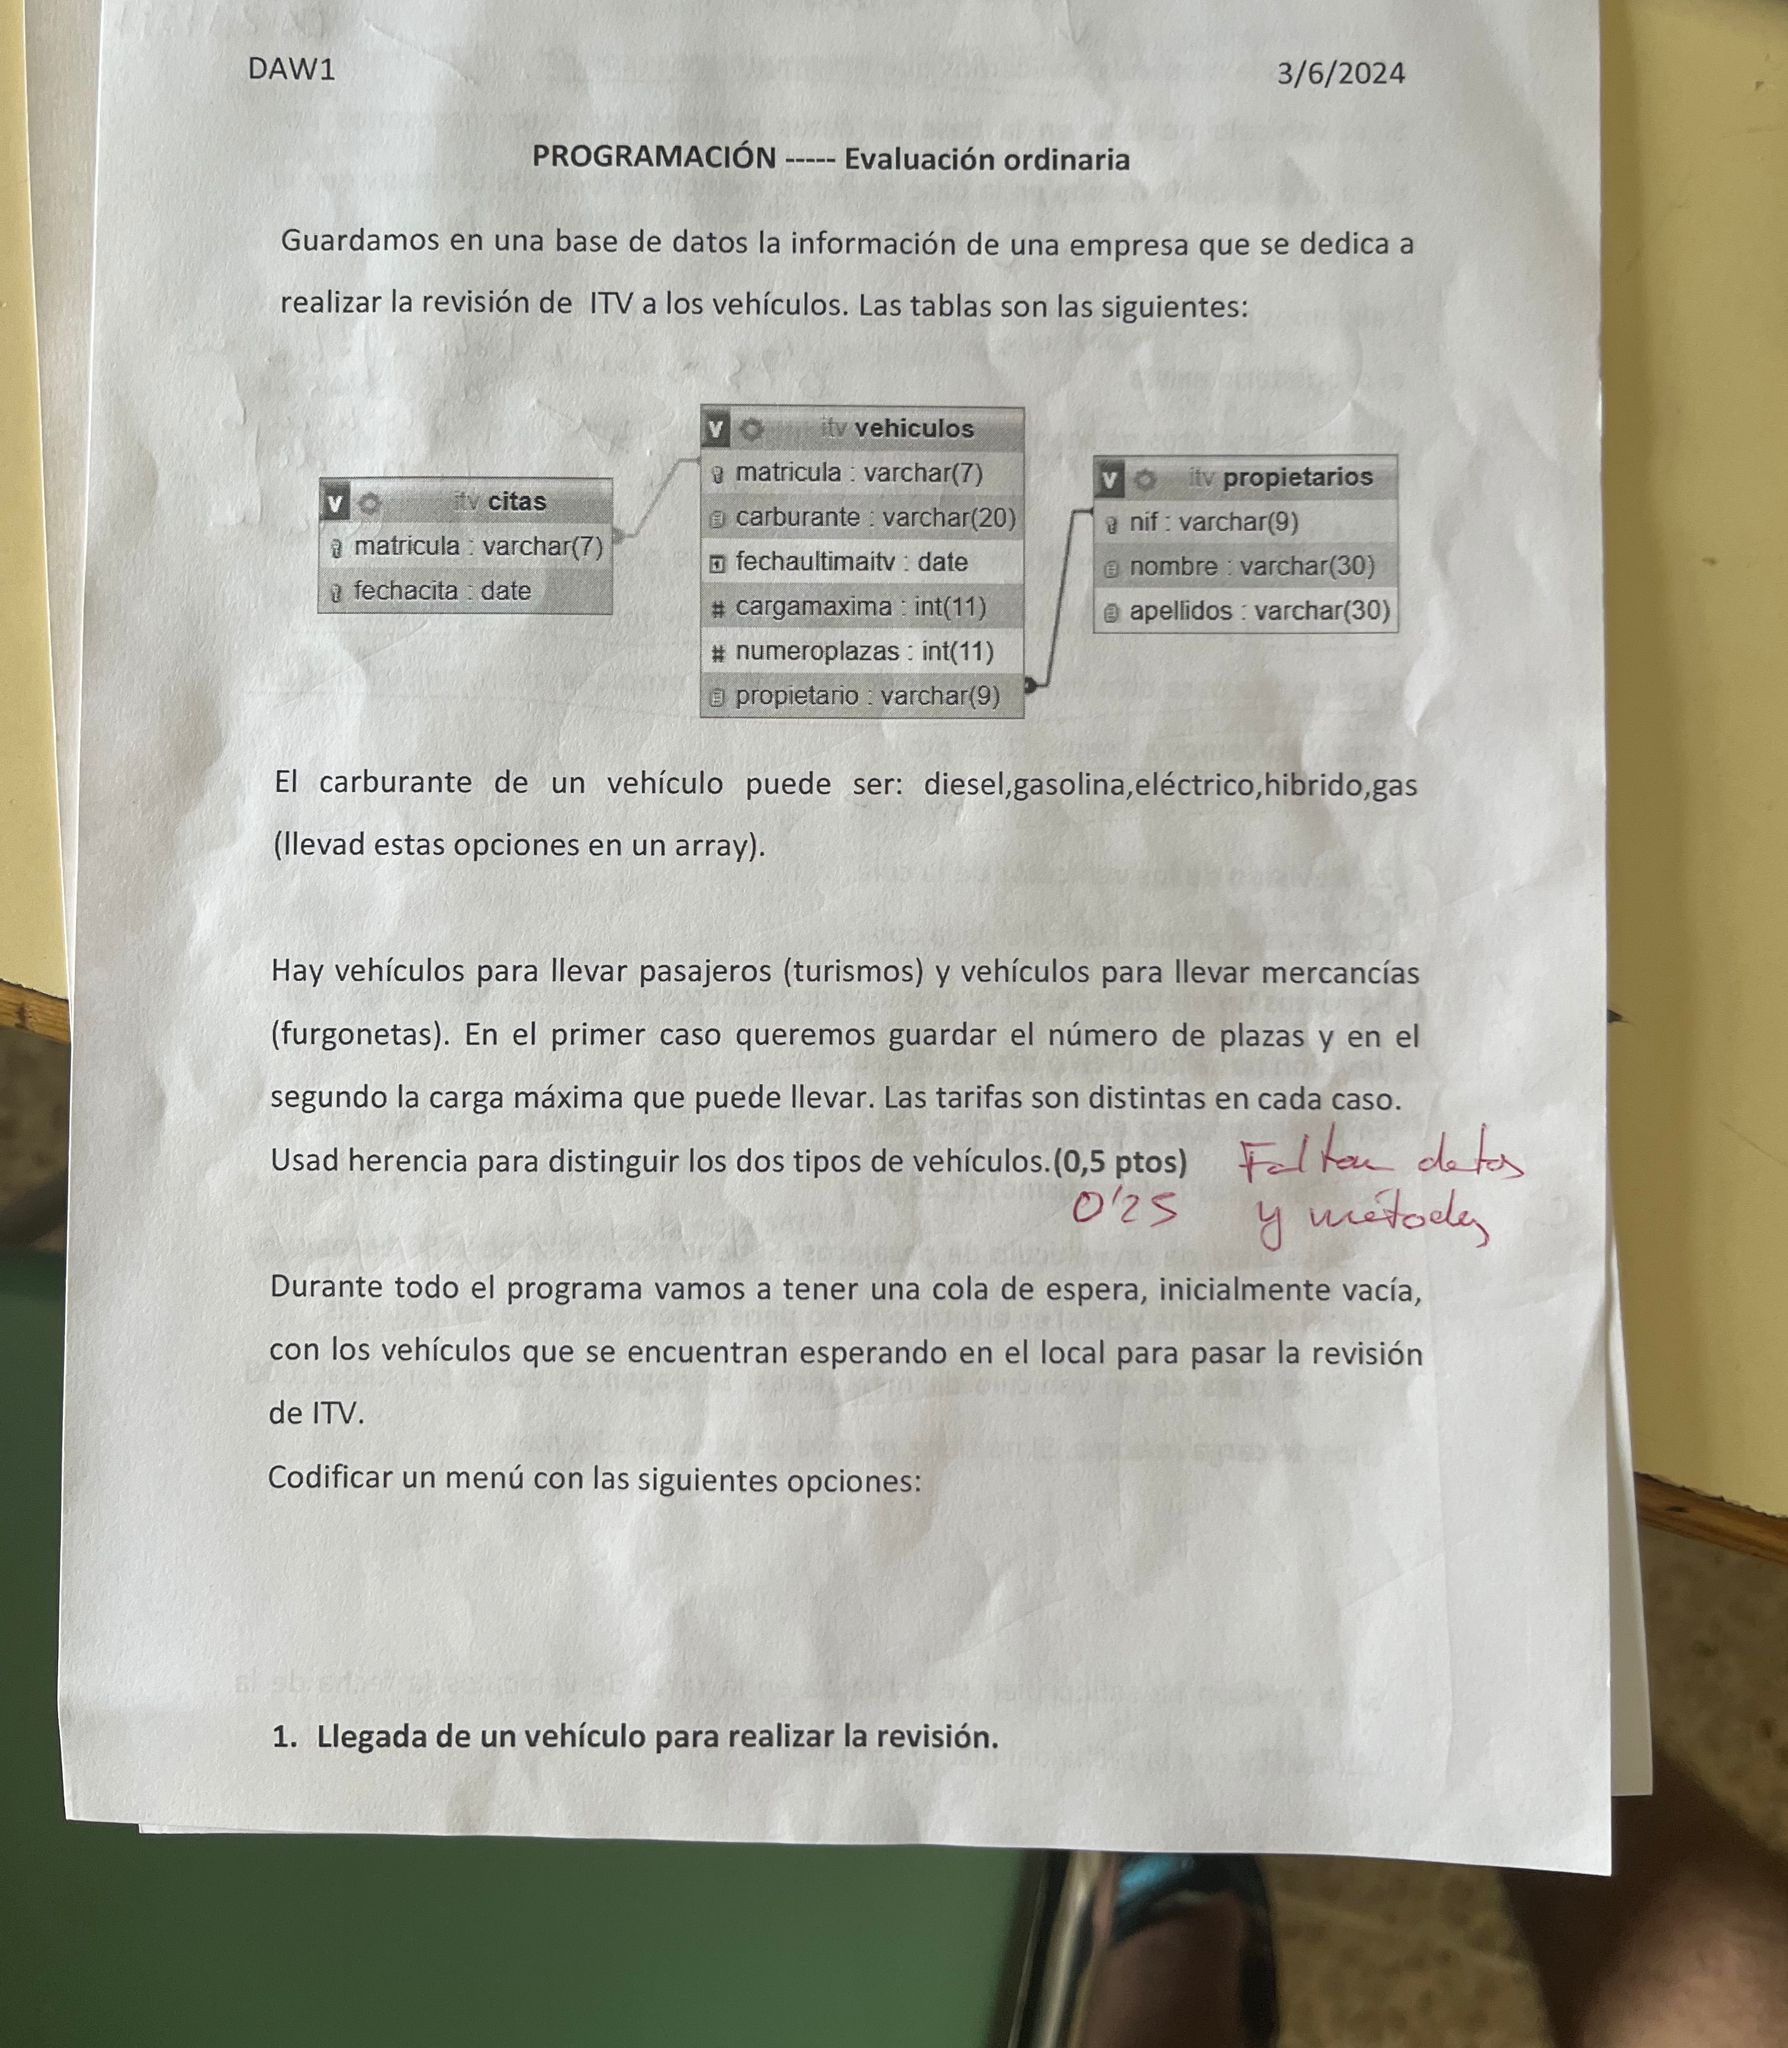 DAW1
3/6/2024
PROGRAMACIÓN ----- Evaluación ordinaria
Guardamos en una base de datos la información de una empresa que se dedica a
realizar la revisión de ITV a los vehículos. Las tablas son las siguientes:
itv citas
matricula : varchar(7)
fechacita : date
itv vehiculos
matricula : varchar(7)
carburante : varchar(20)
fechaultimaitv : date
# cargamaxima : int(11)
# numeroplazas : int(11)
propietario : varchar(9)
itv propietarios
nif : varchar(9)
nombre : varchar(30)
apellidos : varchar(30)
El carburante de un vehículo puede ser: diesel,gasolina,eléctrico,hibrido,gas
(llevad estas opciones en un array).
Hay vehículos para llevar pasajeros (turismos) y vehículos para llevar mercancías
(furgonetas). En el primer caso queremos guardar el número de plazas y en el
segundo la carga máxima que puede llevar. Las tarifas son distintas en cada caso.
Usad herencia para distinguir los dos tipos de vehículos.(0,5 ptos) Faltan datos
0'25 y métodos
Durante todo el programa vamos a tener una cola de espera, inicialmente vacía,
con los vehículos que se encuentran esperando en el local para pasar la revisión
de ITV.
Codificar un menú con las siguientes opciones:
1. Llegada de un vehículo para realizar la revisión.